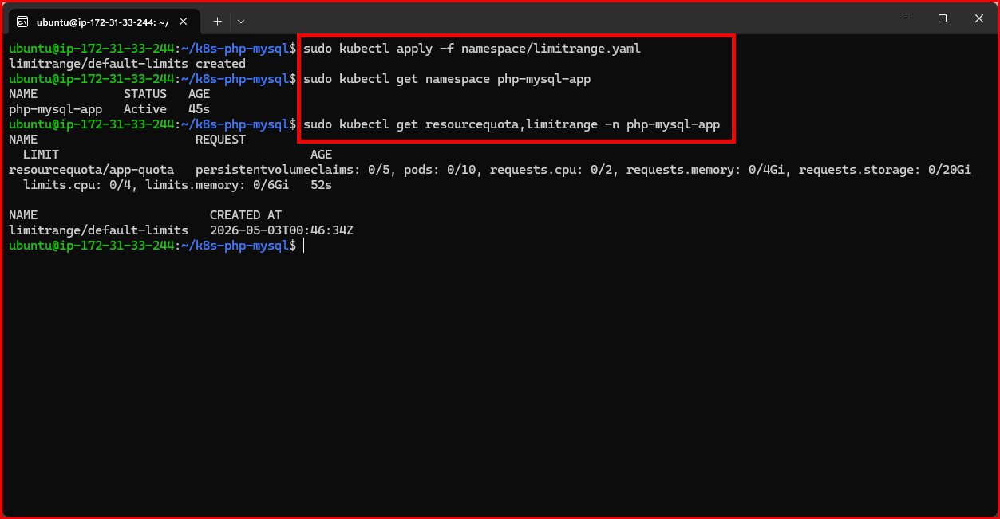 ubuntu@ip-172-31-33-244: ~/
ubuntu@ip-172-31-33-244:~/k8s-php-mysql$ sudo kubectl apply -f namespace/limitrange.yaml
limitrange/default-limits created
ubuntu@ip-172-31-33-244:~/k8s-php-mysql$ sudo kubectl get namespace php-mysql-app
NAME            STATUS   AGE
php-mysql-app   Active   45s
ubuntu@ip-172-31-33-244:~/k8s-php-mysql$ sudo kubectl get resourcequota,limitrange -n php-mysql-app
NAME                      REQUEST
  LIMIT                                   AGE
resourcequota/app-quota   persistentvolumeclaims: 0/5, pods: 0/10, requests.cpu: 0/2, requests.memory: 0/4Gi, requests.storage: 0/20Gi
  limits.cpu: 0/4, limits.memory: 0/6Gi   52s
NAME                        CREATED AT
limitrange/default-limits   2026-05-03T00:46:34Z
ubuntu@ip-172-31-33-244:~/k8s-php-mysql$